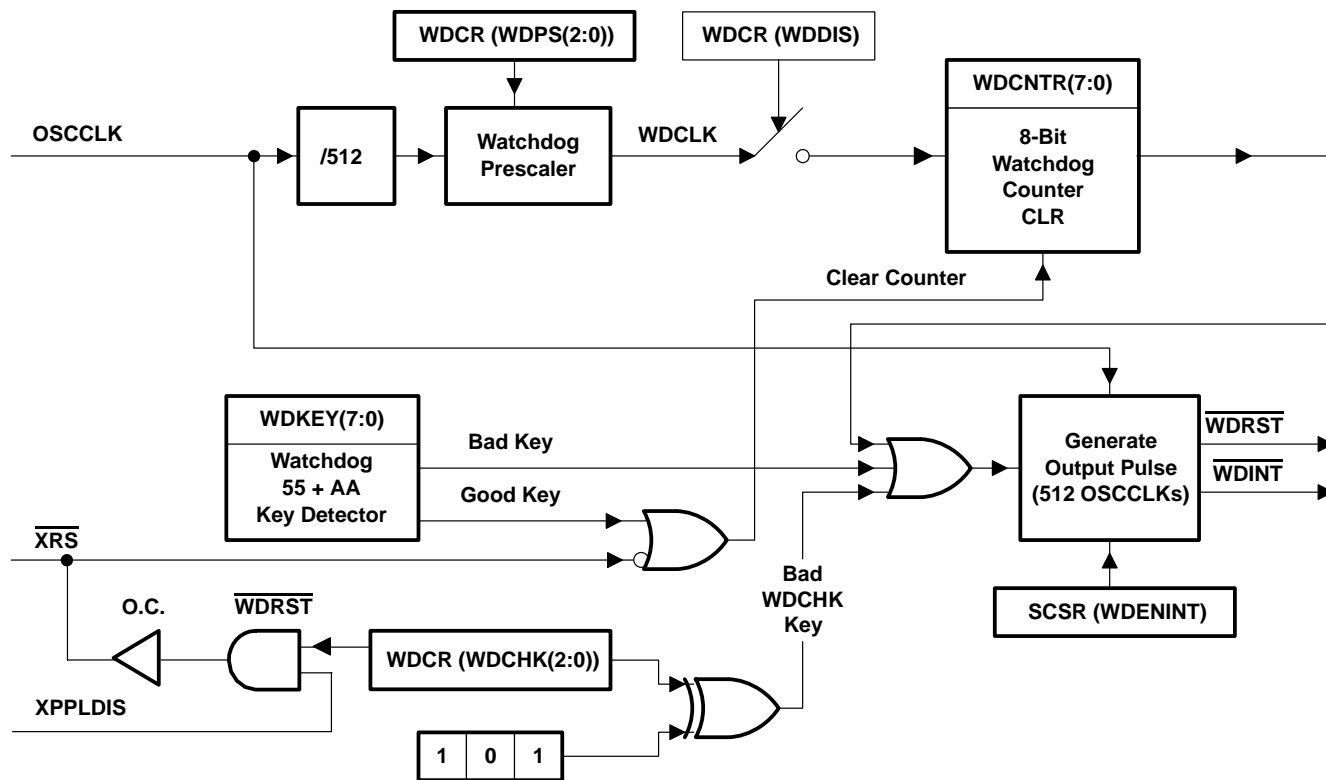 WDCR (WDPS(2:0))
WDCR (WDDIS)
WDCNTR(7:0)
OSCCLK
/512
Watchdog
Prescaler
WDCLK
8-Bit
Watchdog
Counter
CLR
Clear Counter
WDKEY(7:0)
Watchdog
55 + AA
Key Detector
Bad Key
Good Key
Generate
Output Pulse
(512 OSCCLKs)
WDRST
WDINT
XRS
O.C.
WDRST
WDCR (WDCHK(2:0))
Bad
WDCHK
Key
SCSR (WDENINT)
XPPLDIS
1 0 1